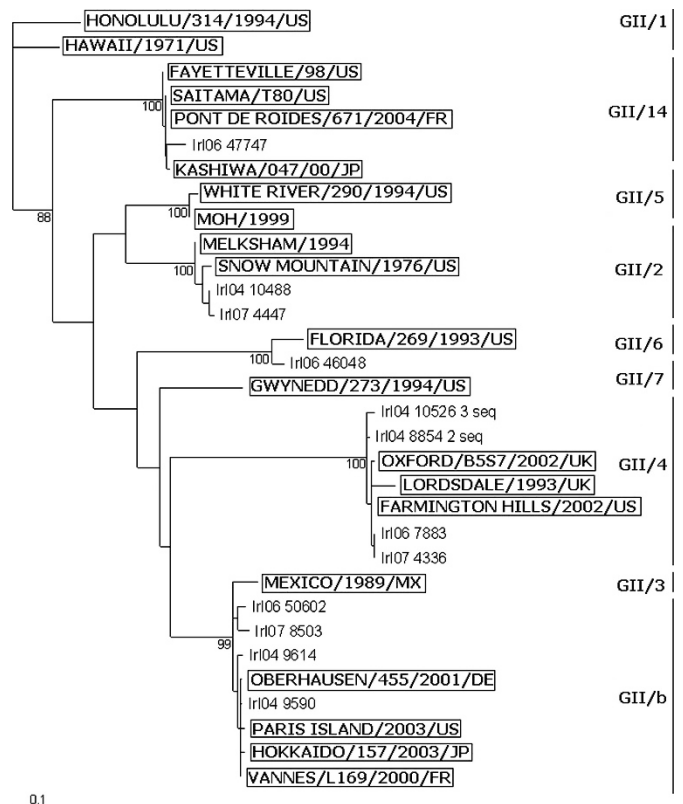 HONOLULU/314/1994/US GII/1
HAWAII/1971/US
FAYETTEVILLE/98/US
SAITAMA/T80/US
100
PONT DE ROIDES/671/2004/FR GII/14
Irl06 47747
KASHIWA/047/00/JP
WHITE RIVER/290/1994/US GII/5
100
88
MOH/1999
MELKSHAM/1994 GII/2
SNOW MOUNTAIN/1976/US
100
Irl04 10488
Irl07 4447
FLORIDA/269/1993/US GII/6
100
Irl06 46048
GWYNEDD/273/1994/US GII/7
Irl04 10526 3 seq
Irl04 8854 2 seq
OXFORD/B5S7/2002/UK GII/4
100
LORDSDALE/1993/UK
FARMINGTON HILLS/2002/US
Irl06 7883
Irl07 4336
MEXICO/1989/MX GII/3
Irl06 50602
Irl07 8503
99
Irl04 9614
OBERHAUSEN/455/2001/DE
Irl04 9590 GII/b
PARIS ISLAND/2003/US
HOKKAIDO/157/2003/JP
VANNES/L169/2000/FR
0.1